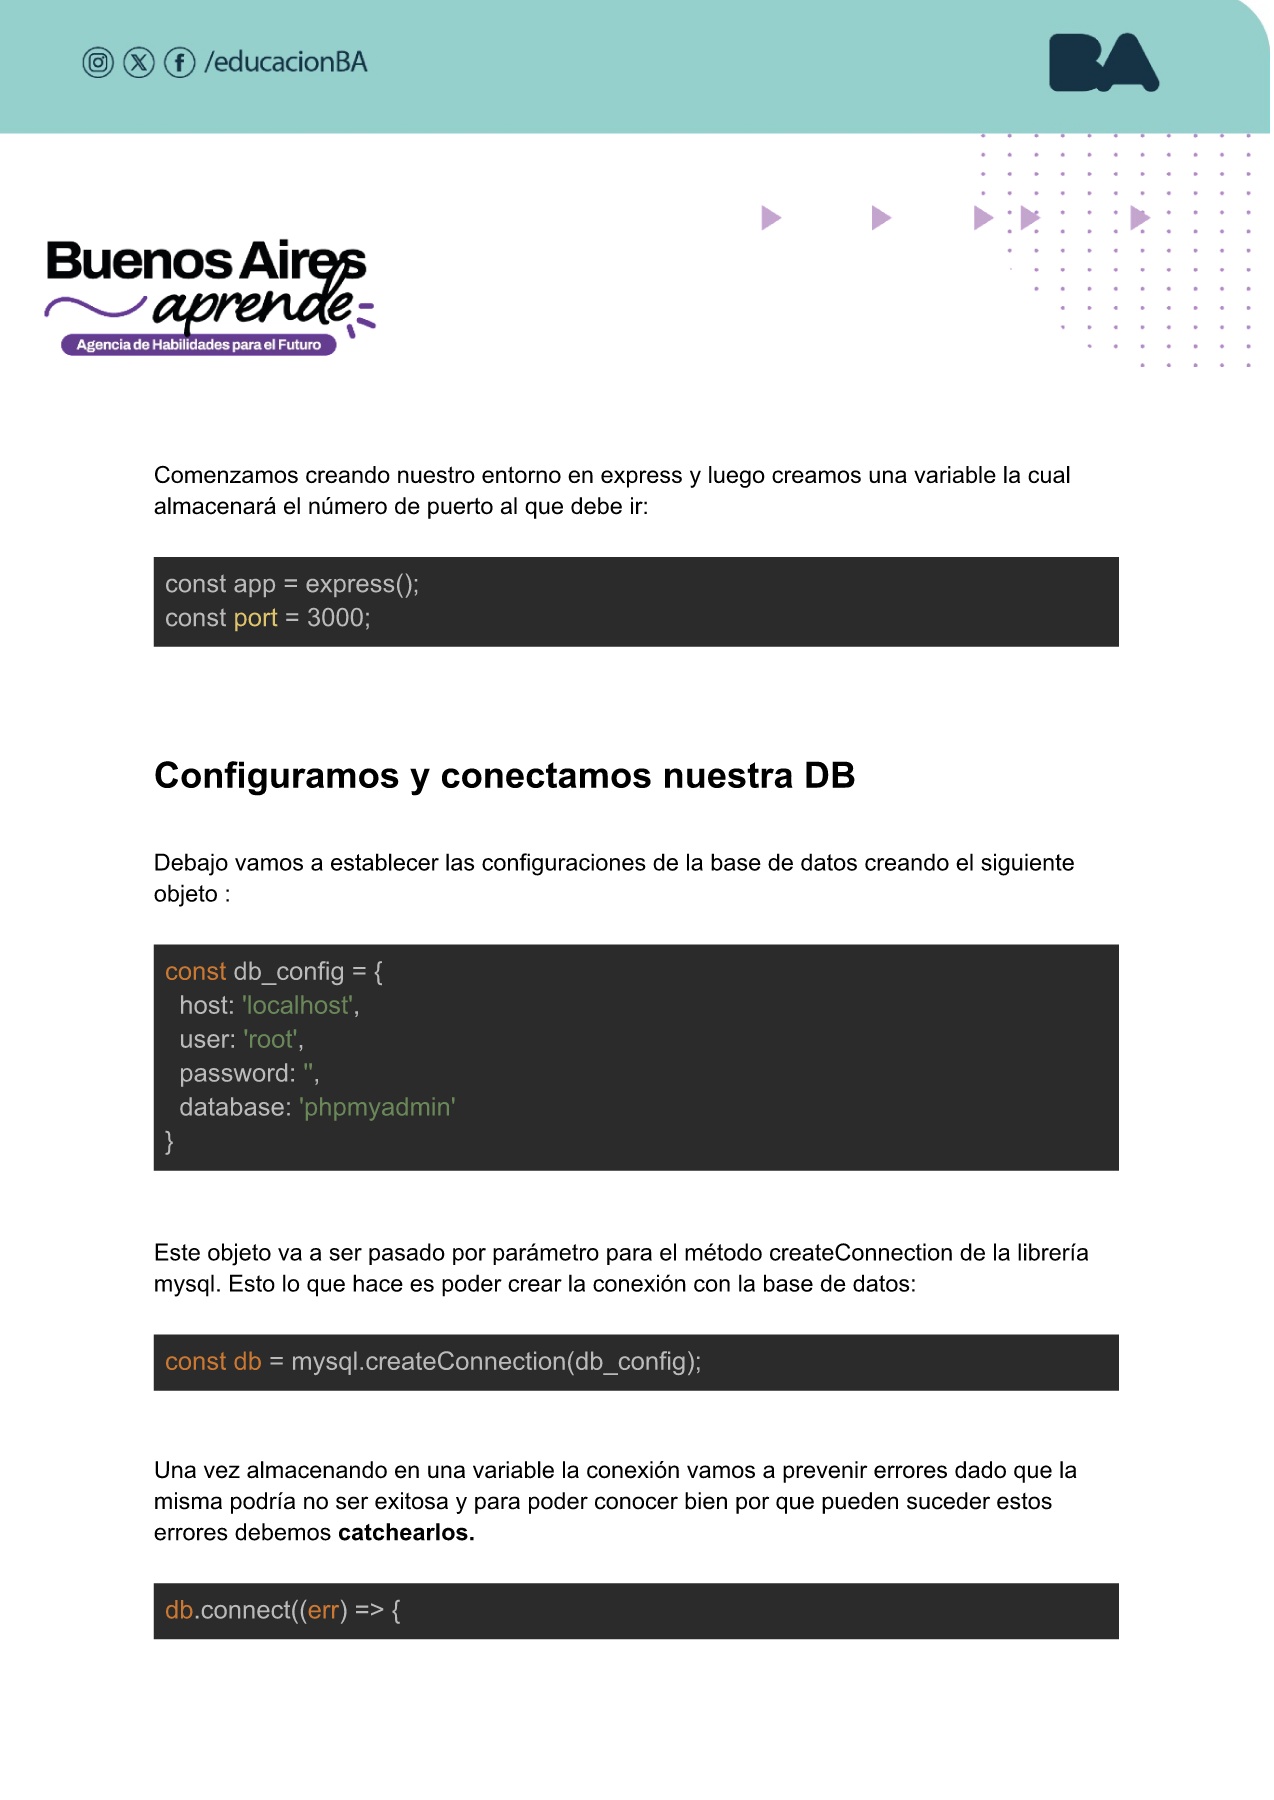 /educacionBA
BA
Buenos Aires
aprende
Agencia de Habilidades para el Futuro
Comenzamos creando nuestro entorno en express y luego creamos una variable la cual
almacenará el número de puerto al que debe ir:
const app = express();
const port = 3000;
Configuramos y conectamos nuestra DB
Debajo vamos a establecer las configuraciones de la base de datos creando el siguiente
objeto :
const db_config = {
  host: 'localhost',
  user: 'root',
  password: '',
  database: 'phpmyadmin'
}
Este objeto va a ser pasado por parámetro para el método createConnection de la librería
mysql. Esto lo que hace es poder crear la conexión con la base de datos:
const db = mysql.createConnection(db_config);
Una vez almacenando en una variable la conexión vamos a prevenir errores dado que la
misma podría no ser exitosa y para poder conocer bien por que pueden suceder estos
errores debemos catchearlos.
db.connect((err) => {